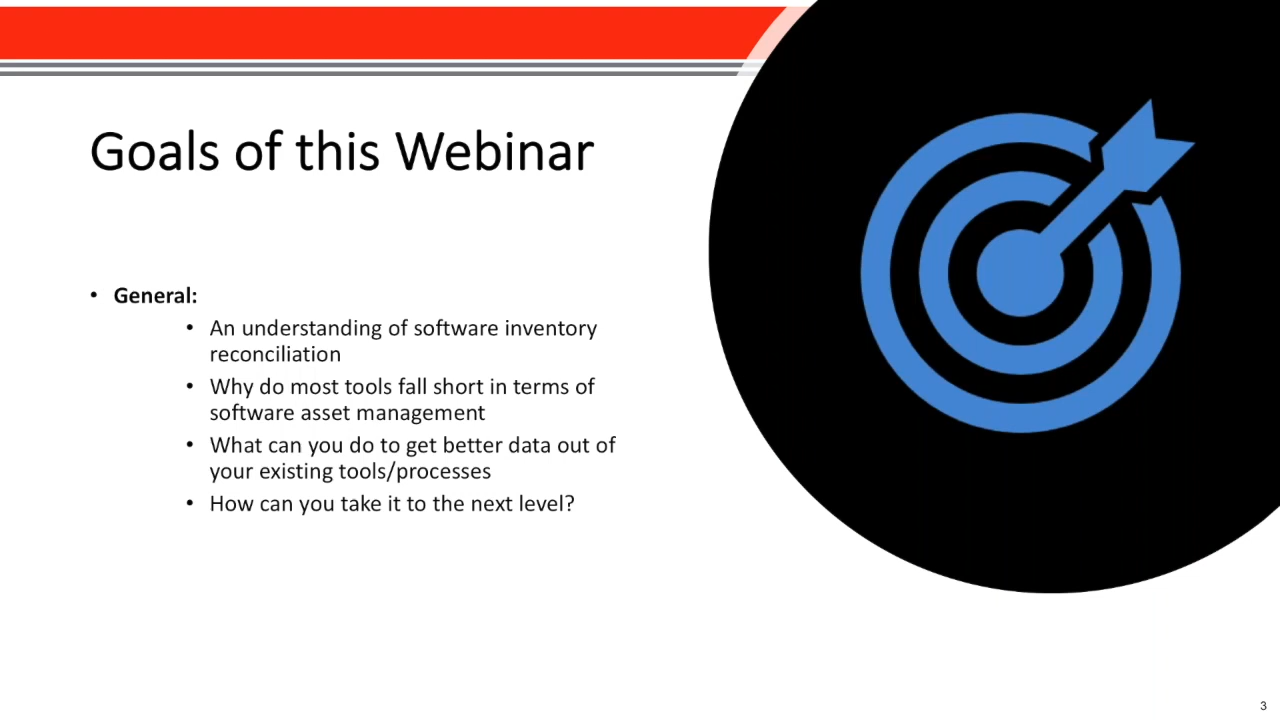 Goals of this Webinar
• General:
• An understanding of software inventory
reconciliation
• Why do most tools fall short in terms of
software asset management
• What can you do to get better data out of
your existing tools/processes
• How can you take it to the next level?
3